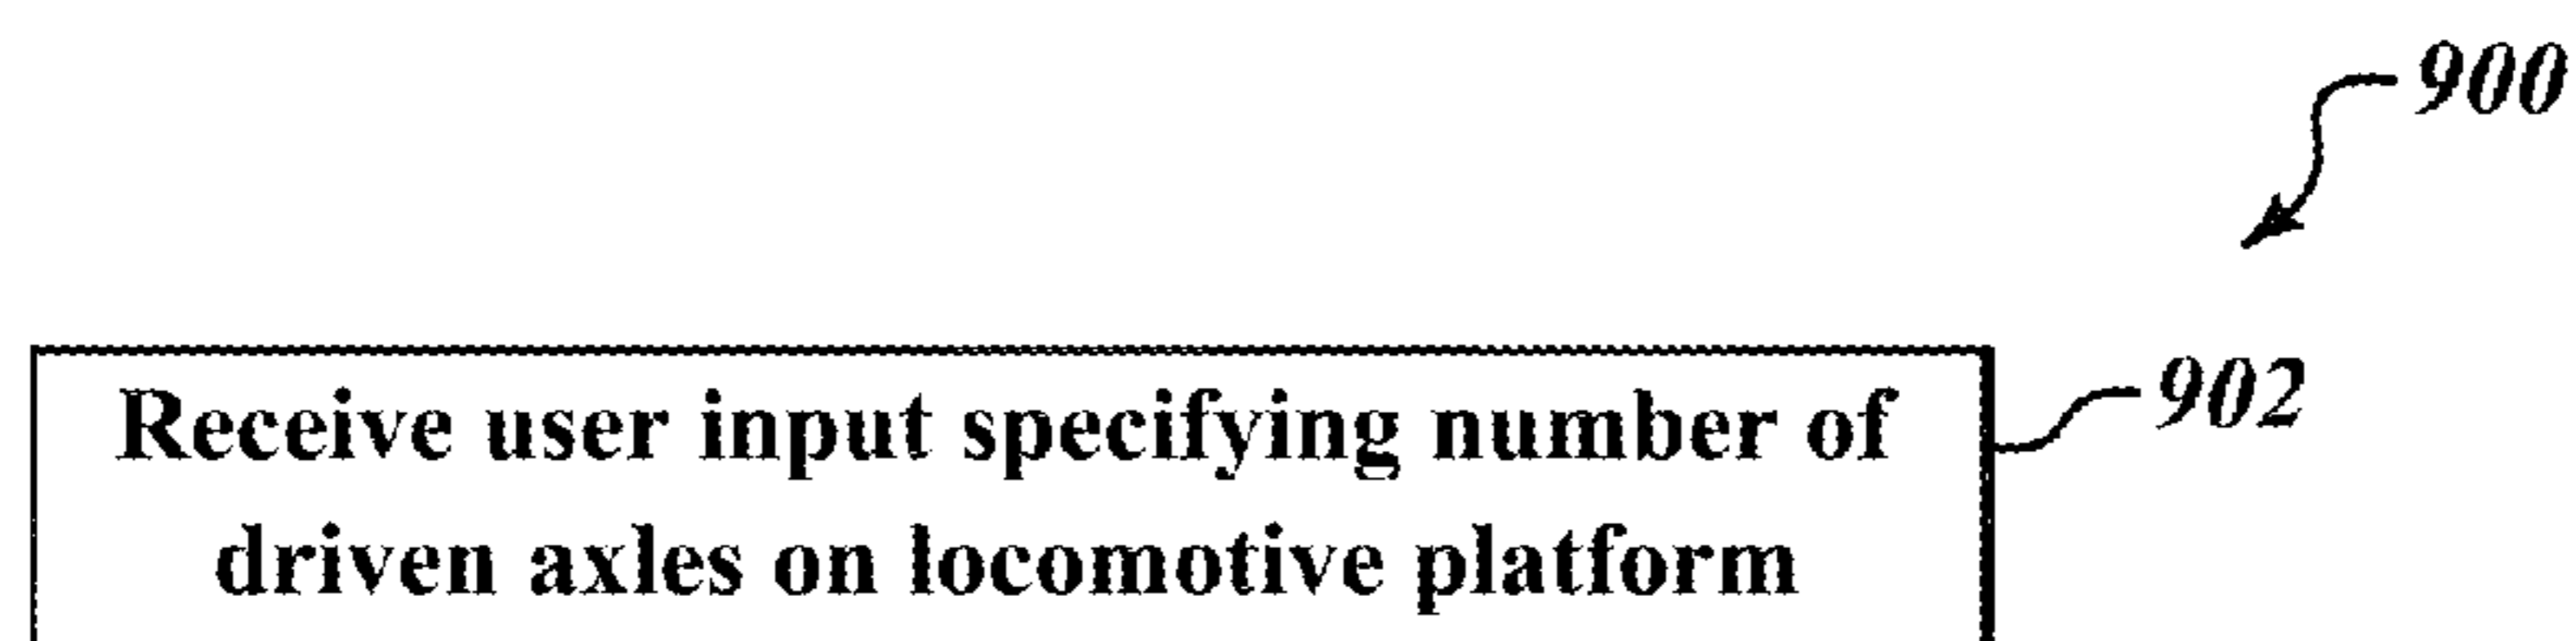 900
Receive user input specifying number of
902
driven axles on locomotive platform